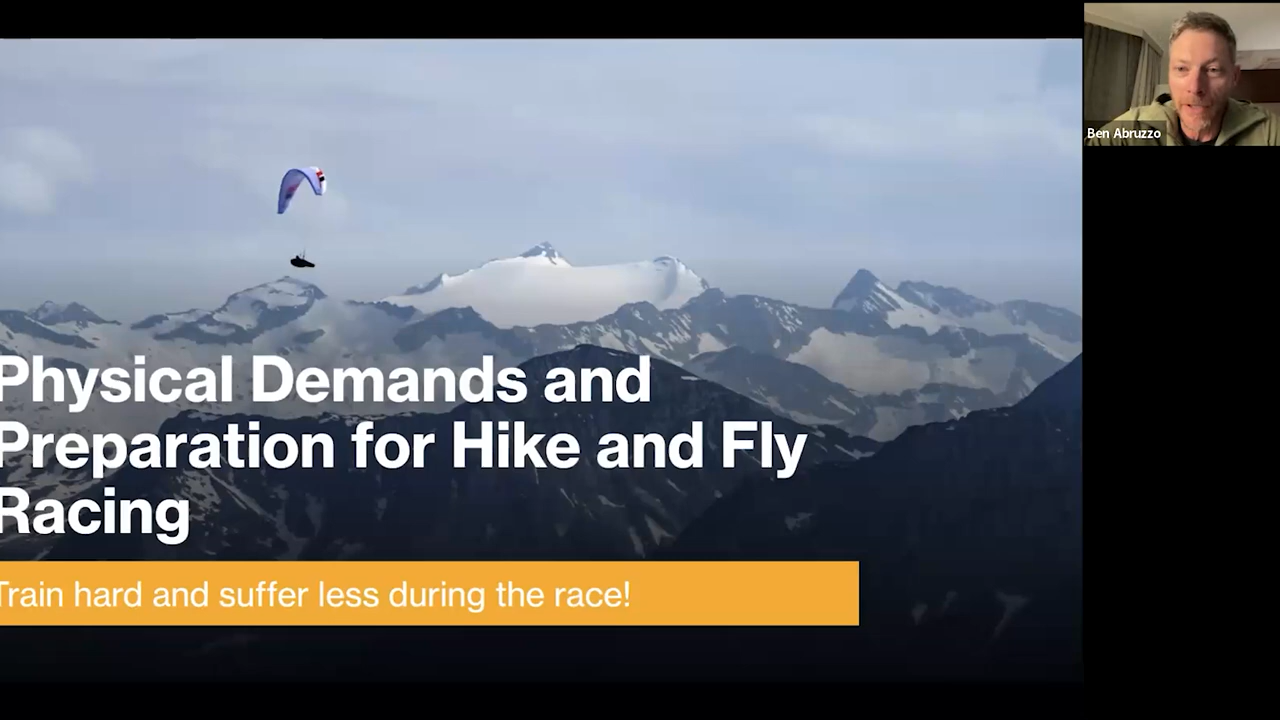 Physical Demands and
Preparation for Hike and Fly
Racing
Train hard and suffer less during the race!
Ben Abruzzo